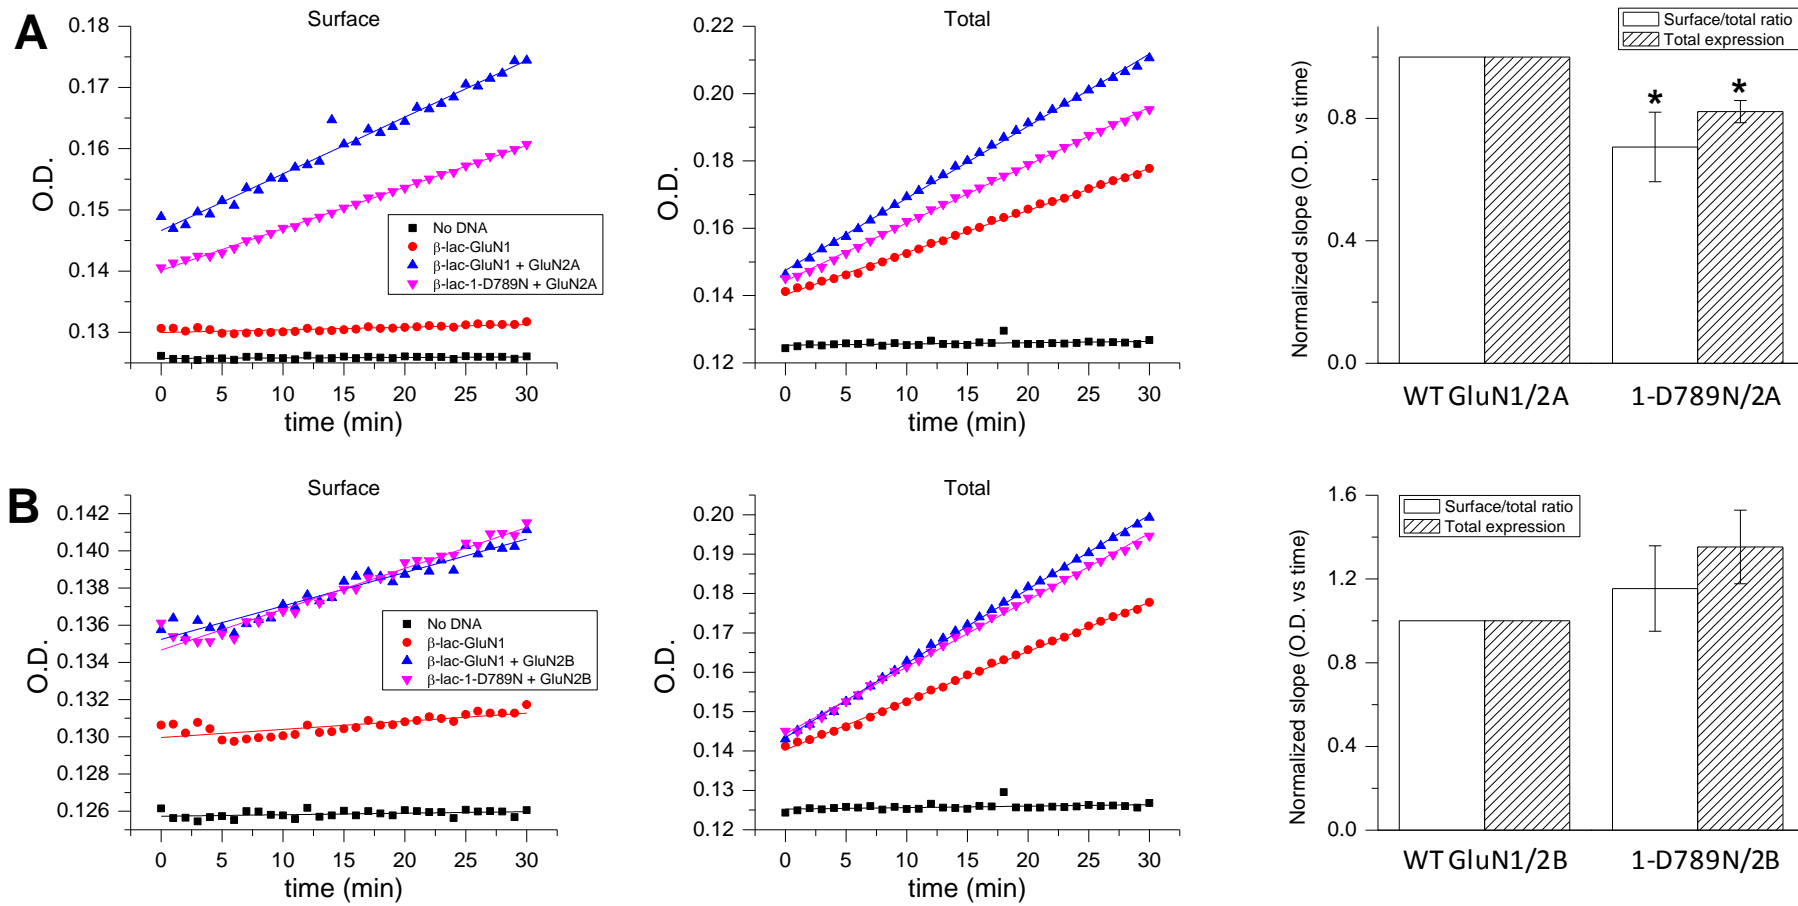 A
Surface
0.18
0.17
0.16
0.15
0.14
0.13
O.D.
No DNA
β-lac-GluN1
β-lac-GluN1 + GluN2A
β-lac-1-D789N + GluN2A
0 5 10 15 20 25 30
time (min)
Total
0.22
0.20
0.18
0.16
0.14
0.12
O.D.
0 5 10 15 20 25 30
time (min)
Surface/total ratio
Total expression
Normalized slope (O.D. vs time)
0.8
0.4
0.0
* *
WT GluN1/2A 1-D789N/2A
B
Surface
0.142
0.140
0.138
0.136
0.134
0.132
0.130
0.128
0.126
O.D.
No DNA
β-lac-GluN1
β-lac-GluN1 + GluN2B
β-lac-1-D789N + GluN2B
0 5 10 15 20 25 30
time (min)
Total
0.20
0.19
0.18
0.17
0.16
0.15
0.14
0.13
0.12
O.D.
0 5 10 15 20 25 30
time (min)
Surface/total ratio
Total expression
Normalized slope (O.D. vs time)
1.6
1.2
0.8
0.4
0.0
WT GluN1/2B 1-D789N/2B